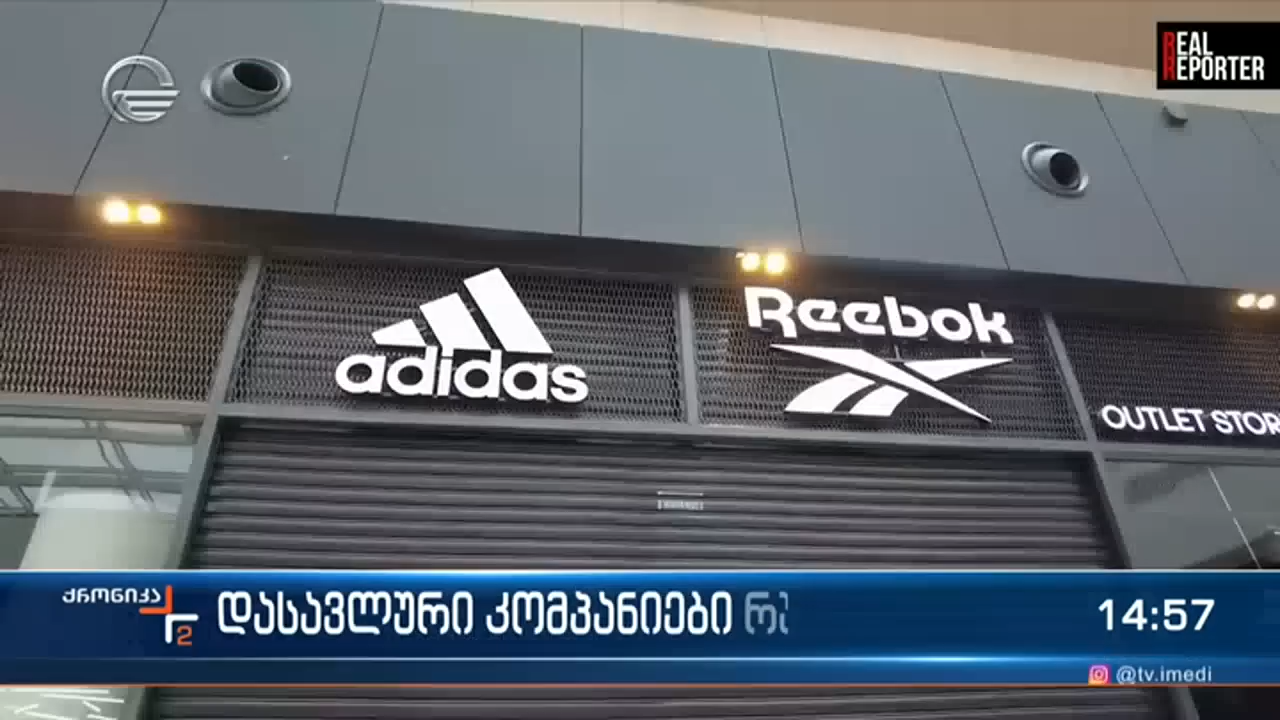 REAL
REPORTER
adidas
Reebok
OUTLET STOR
ქრონიკა
2
დასავლური კომპანიები
14:57
@tv.imedi